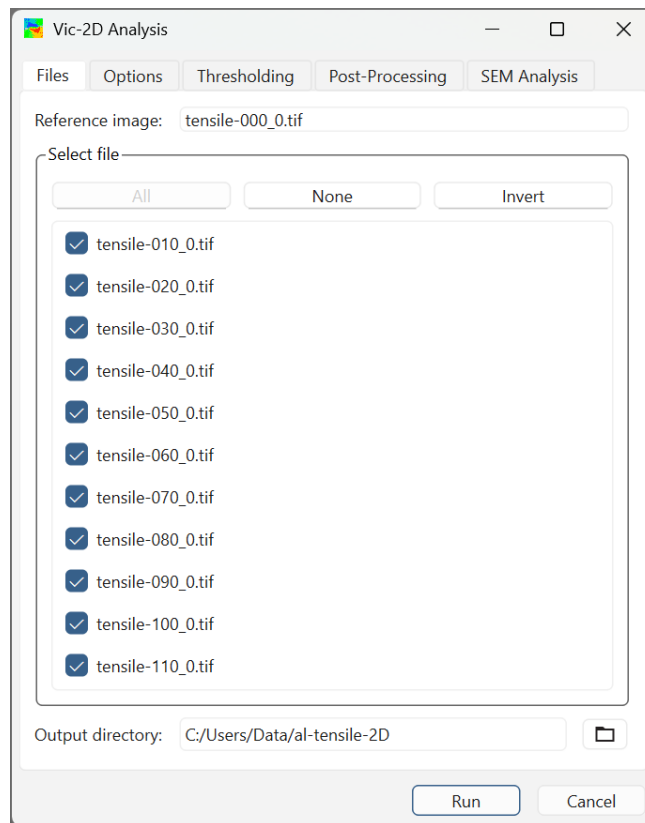 Vic-2D Analysis
Files Options Thresholding Post-Processing SEM Analysis
Reference image: tensile-000_0.tif
Select file
All None Invert
tensile-010_0.tif
tensile-020_0.tif
tensile-030_0.tif
tensile-040_0.tif
tensile-050_0.tif
tensile-060_0.tif
tensile-070_0.tif
tensile-080_0.tif
tensile-090_0.tif
tensile-100_0.tif
tensile-110_0.tif
Output directory: C:/Users/Data/al-tensile-2D
Run Cancel